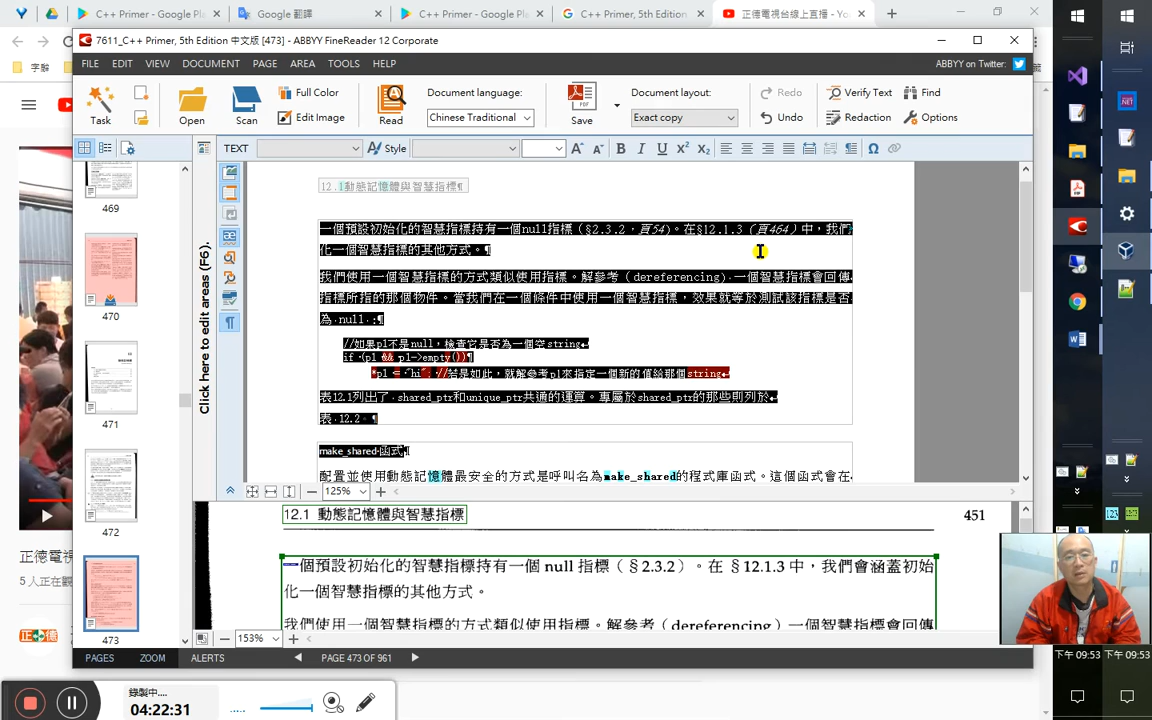 C++ Primer - Google Pl
Google 翻譯
C++ Primer - Google Pl
C++ Primer, 5th Edition
正德電視台線上直播 - Yo
7611_C++ Primer, 5th Edition 中文版 [473] - ABBYY FineReader 12 Corporate
字辭
FILE EDIT VIEW DOCUMENT PAGE AREA TOOLS HELP
ABBYY on Twitter:
Task
Open
Scan
Full Color
Edit Image
Read
Document language:
Chinese Traditional
Save
Document layout:
Exact copy
Redo
Undo
Verify Text
Redaction
Find
Options
TEXT
Style
469
470
471
472
473
Click here to edit areas (F6).
12.1動態記憶體與智慧指標¶
一個預設初始化的智慧指標持有一個null指標（§2.3.2，頁54）。在§12.1.3（頁464）中，我們
化一個智慧指標的其他方式。¶
我們使用一個智慧指標的方式類似使用指標。解參考（dereferencing）一個智慧指標會回傳
指標所指的那個物件。當我們在一個條件中使用一個智慧指標，效果就等於測試該指標是否
為 null :¶
//如果p1不是null，檢查它是否為一個空string
if (p1 && p1->empty())¶
*p1 = "hi"; //若是如此，就解參考p1來指定一個新的值給那個string
表12.1列出了 shared_ptr和unique_ptr共通的運算。專屬於shared_ptr的那些則列於
表 12.2。¶
make_shared 函式¶
配置並使用動態記憶體最安全的方式是呼叫名為make_shared的程式庫函式。這個函式會在
125%
12.1 動態記憶體與智慧指標
451
一個預設初始化的智慧指標持有一個 null 指標（§2.3.2）。在 §12.1.3 中，我們會涵蓋初始
化一個智慧指標的其他方式。
我們使用一個智慧指標的方式類似使用指標。解參考（dereferencing）一個智慧指標會回傳
153%
PAGES ZOOM ALERTS
PAGE 473 OF 961
正德電視
5 人正在觀
正德
錄製中....
04:22:31
下午 09:53
下午 09:53